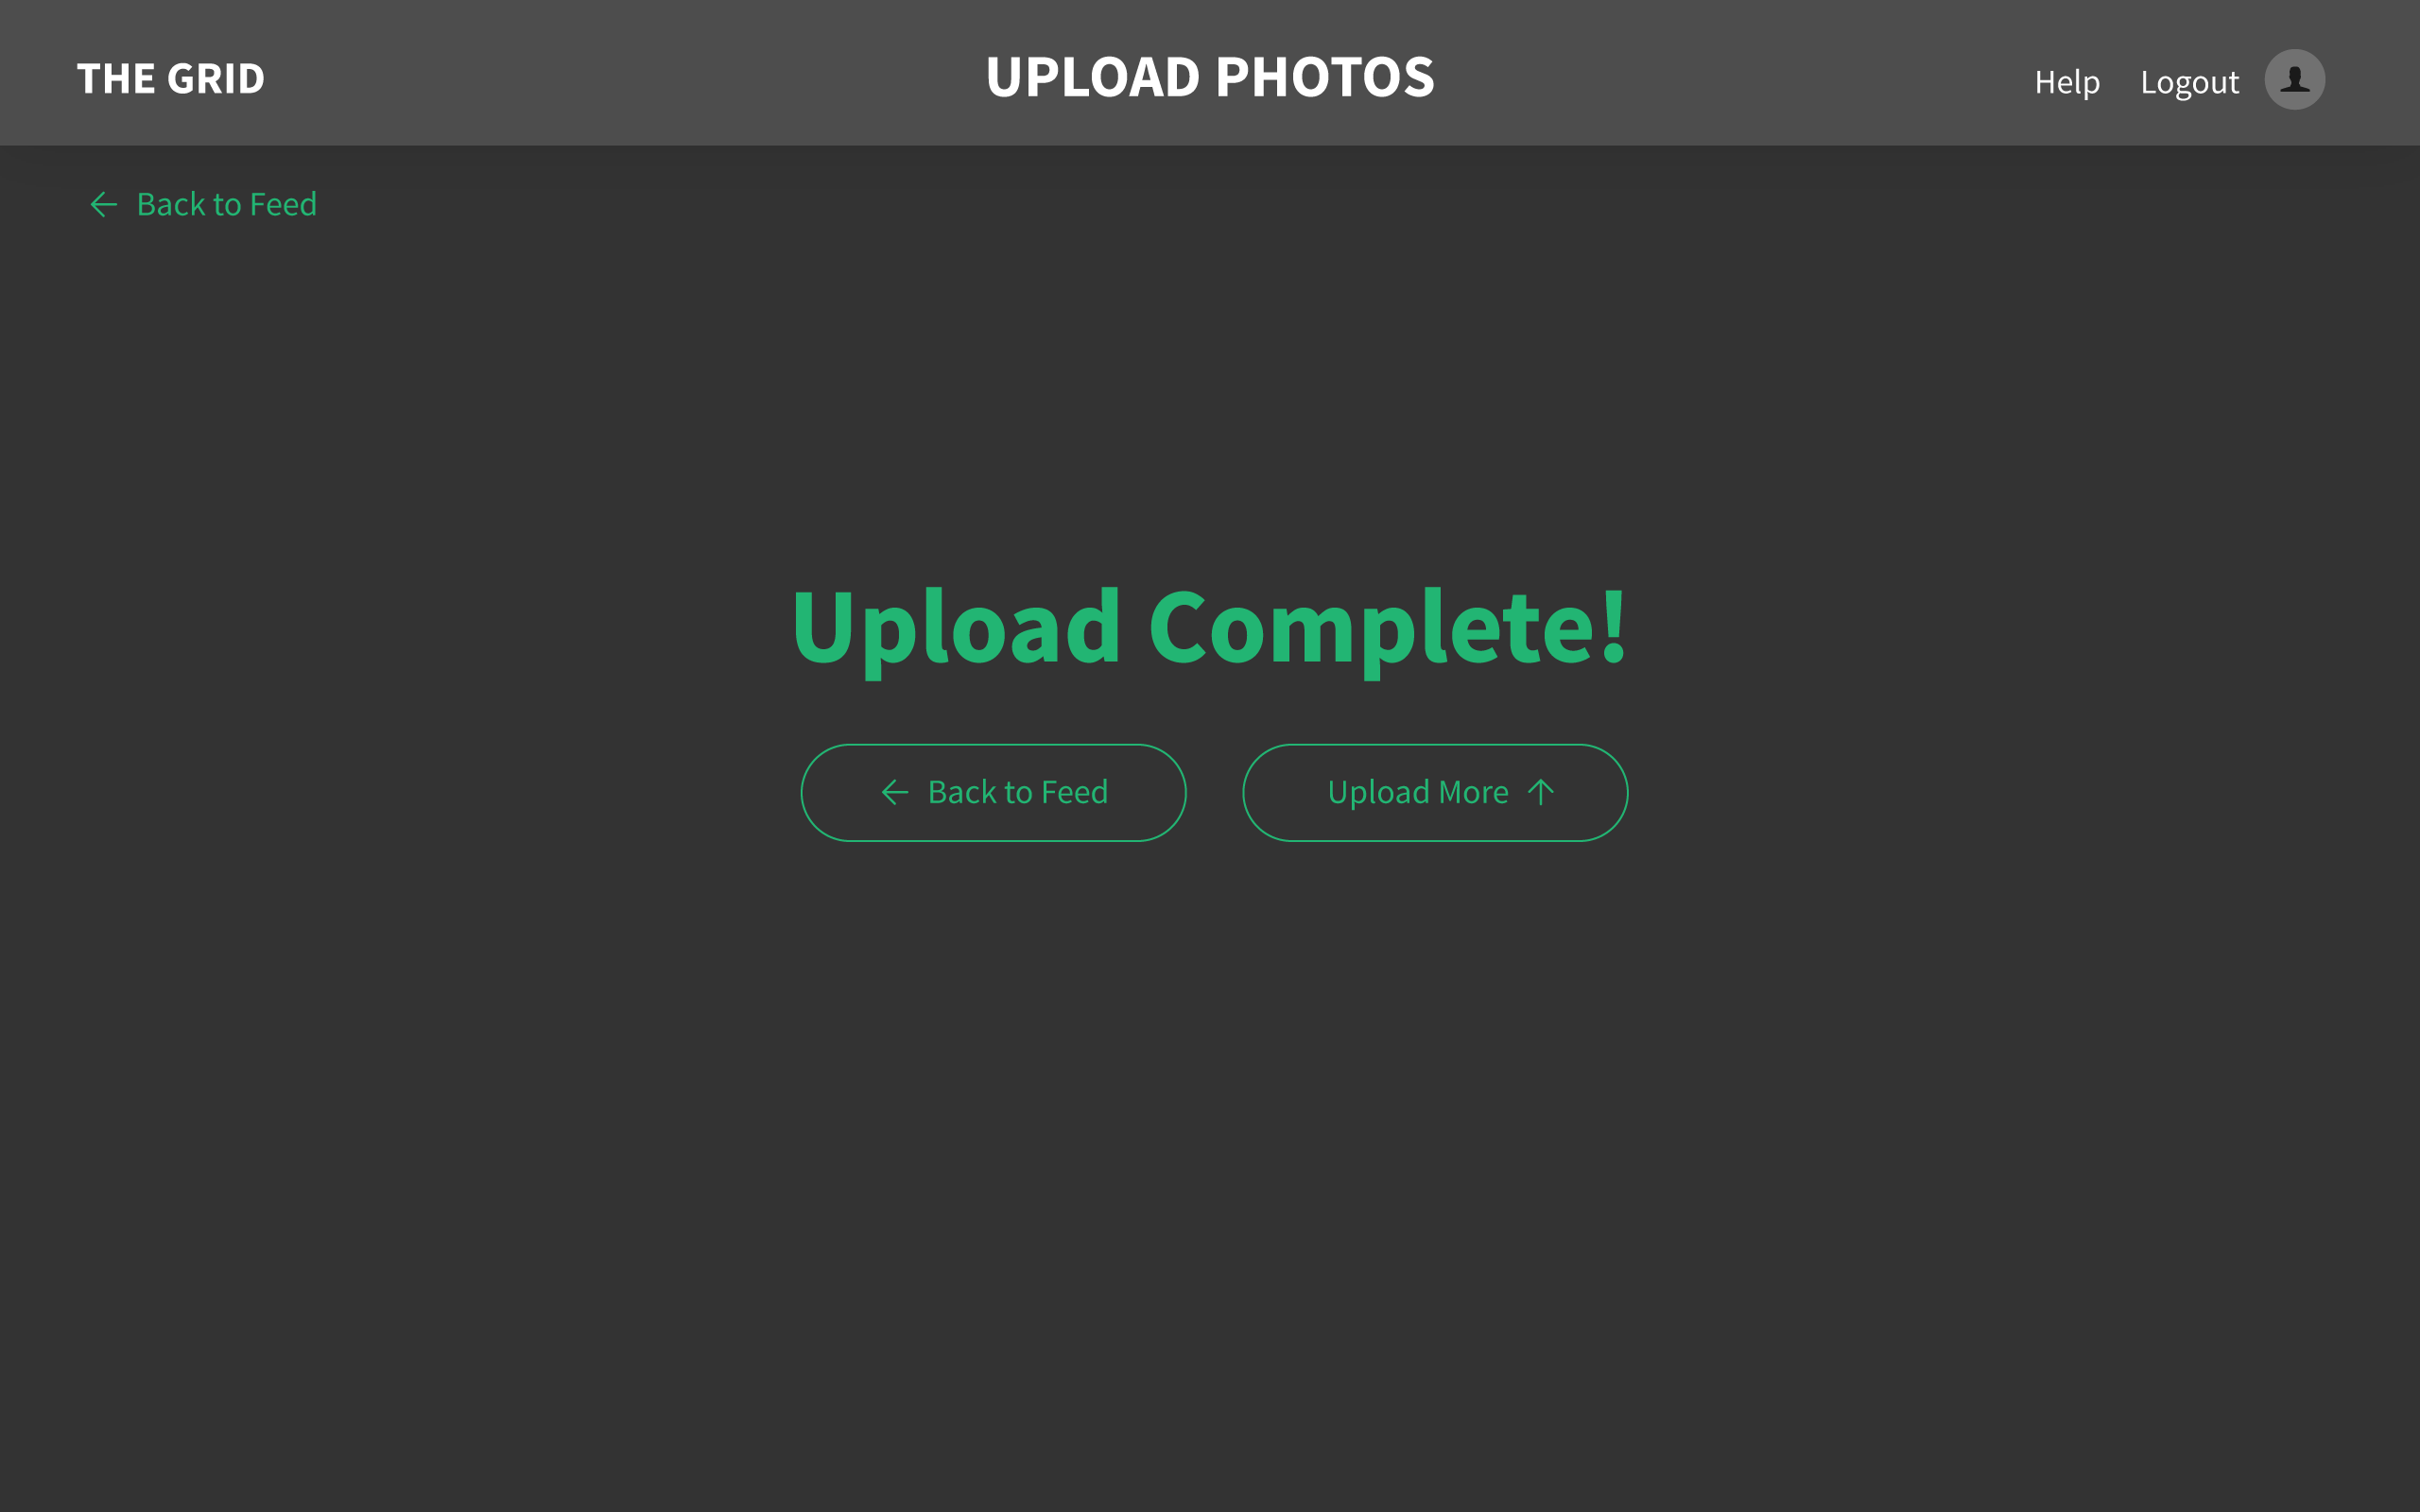 THE GRID
UPLOAD PHOTOS
Help
Logout
Back to Feed
Upload Complete!
Back to Feed
Upload More